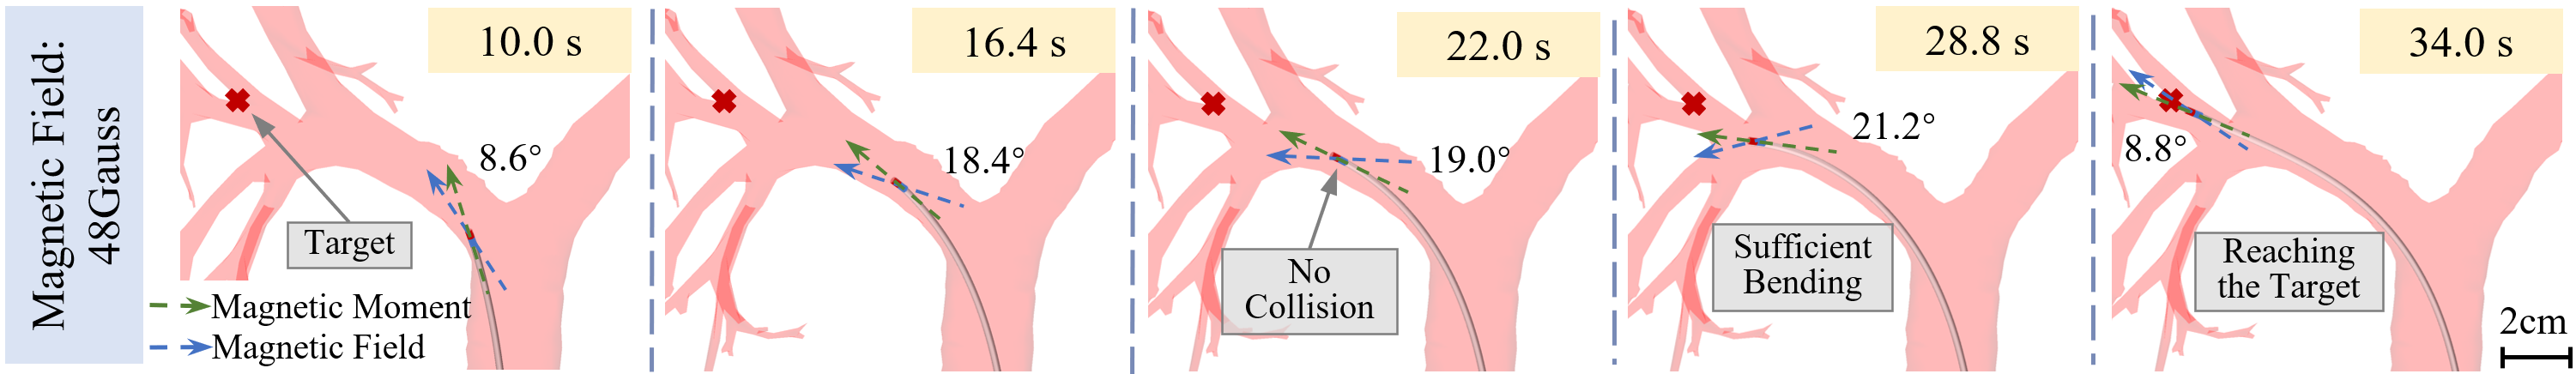 Magnetic Field:
48Gauss
10.0 s
8.6°
Target
Magnetic Moment
Magnetic Field
16.4 s
18.4°
22.0 s
19.0°
No
Collision
28.8 s
21.2°
Sufficient
Bending
34.0 s
8.8°
Reaching
the Target
2cm